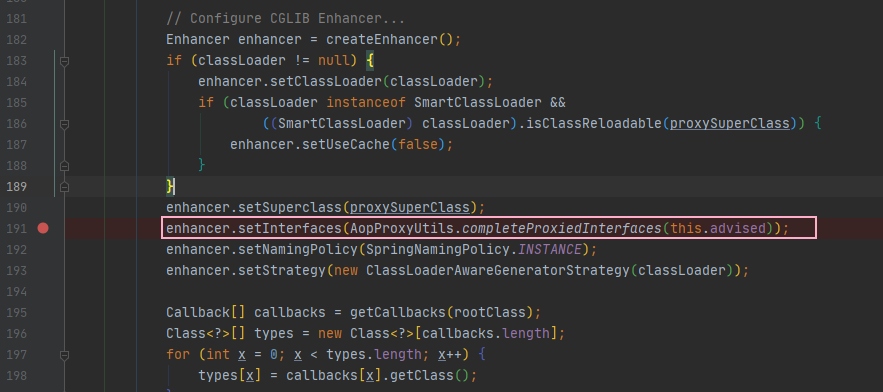 181
182
183
184
185
186
187
188
189
190
191
192
193
194
195
196
197
198
// Configure CGLIB Enhancer...
Enhancer enhancer = createEnhancer();
if (classLoader != null) {
enhancer.setClassLoader(classLoader);
if (classLoader instanceof SmartClassLoader &&
((SmartClassLoader) classLoader).isClassReloadable(proxySuperClass)) {
enhancer.setUseCache(false);
}
}
enhancer.setSuperclass(proxySuperClass);
enhancer.setInterfaces(AopProxyUtils.completeProxiedInterfaces(this.advised));
enhancer.setNamingPolicy(SpringNamingPolicy.INSTANCE);
enhancer.setStrategy(new ClassLoaderAwareGeneratorStrategy(classLoader));
Callback[] callbacks = getCallbacks(rootClass);
Class<?>[] types = new Class<?>[callbacks.length];
for (int x = 0; x < types.length; x++) {
types[x] = callbacks[x].getClass();